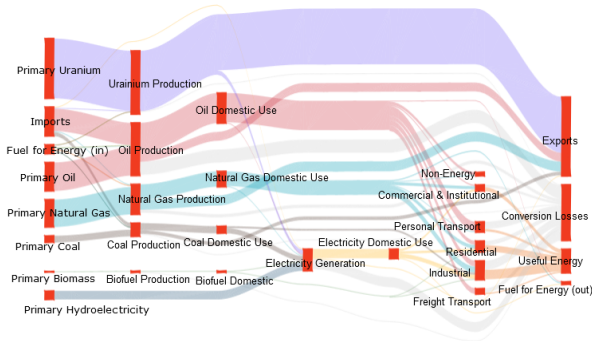 Primary Uranium
Urainium Production
Imports
Oil Domestic Use
Exports
Fuel for Energy (in)
Oil Production
Primary Oil
Natural Gas Domestic Use
Non-Energy
Commercial & Institutional
Natural Gas Production
Primary Natural Gas
Conversion Losses
Personal Transport
Primary Coal
Coal Production
Coal Domestic Use
Electricity Domestic Use
Residential
Electricity Generation
Useful Energy
Industrial
Primary Biomass
Biofuel Production
Biofuel Domestic
Fuel for Energy (out)
Freight Transport
Primary Hydroelectricity